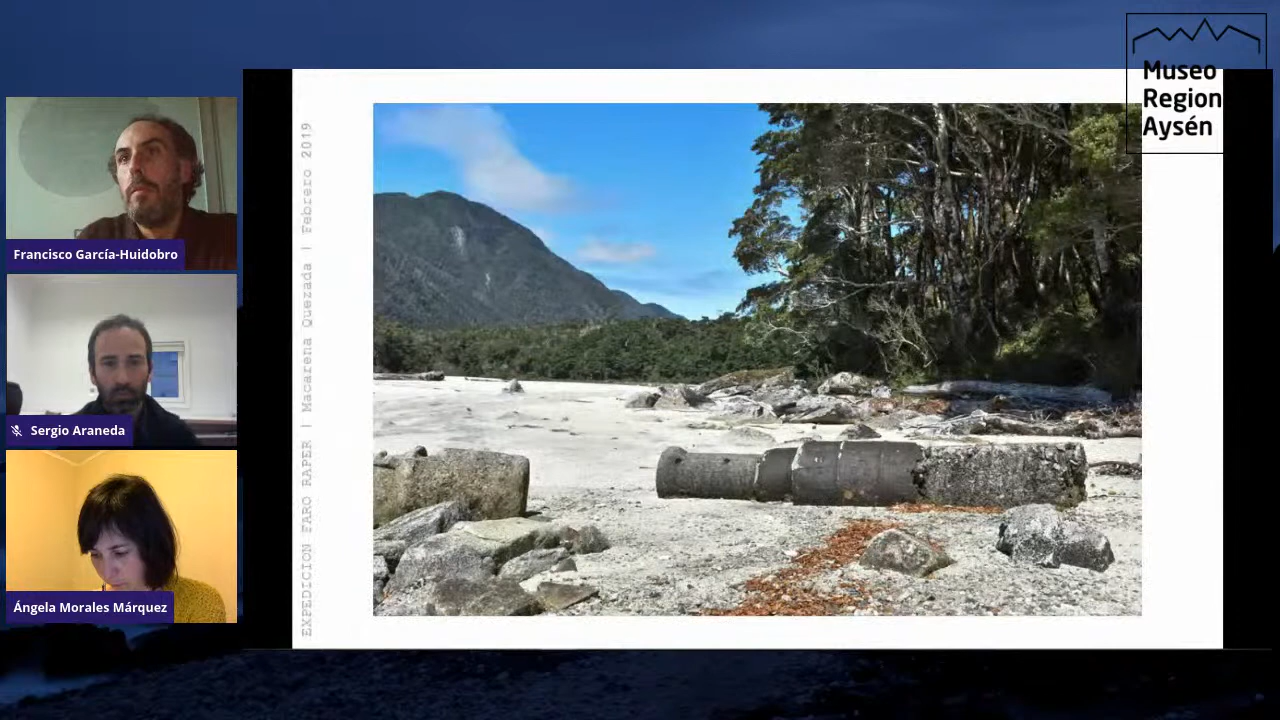 Museo
Region
Aysén
EXPEDICION FARO RAPER | Macarena Quezada | Febrero 2019
Francisco García-Huidobro
Sergio Araneda
Ángela Morales Márquez